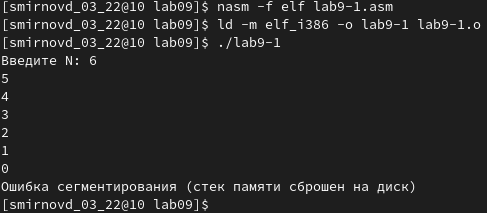 [smirnovd_03_22@10 lab09]$ nasm -f elf lab9-1.asm
[smirnovd_03_22@10 lab09]$ ld -m elf_i386 -o lab9-1 lab9-1.o
[smirnovd_03_22@10 lab09]$ ./lab9-1
Введите N: 6
5
4
3
2
1
0
Ошибка сегментирования (стек памяти сброшен на диск)
[smirnovd_03_22@10 lab09]$